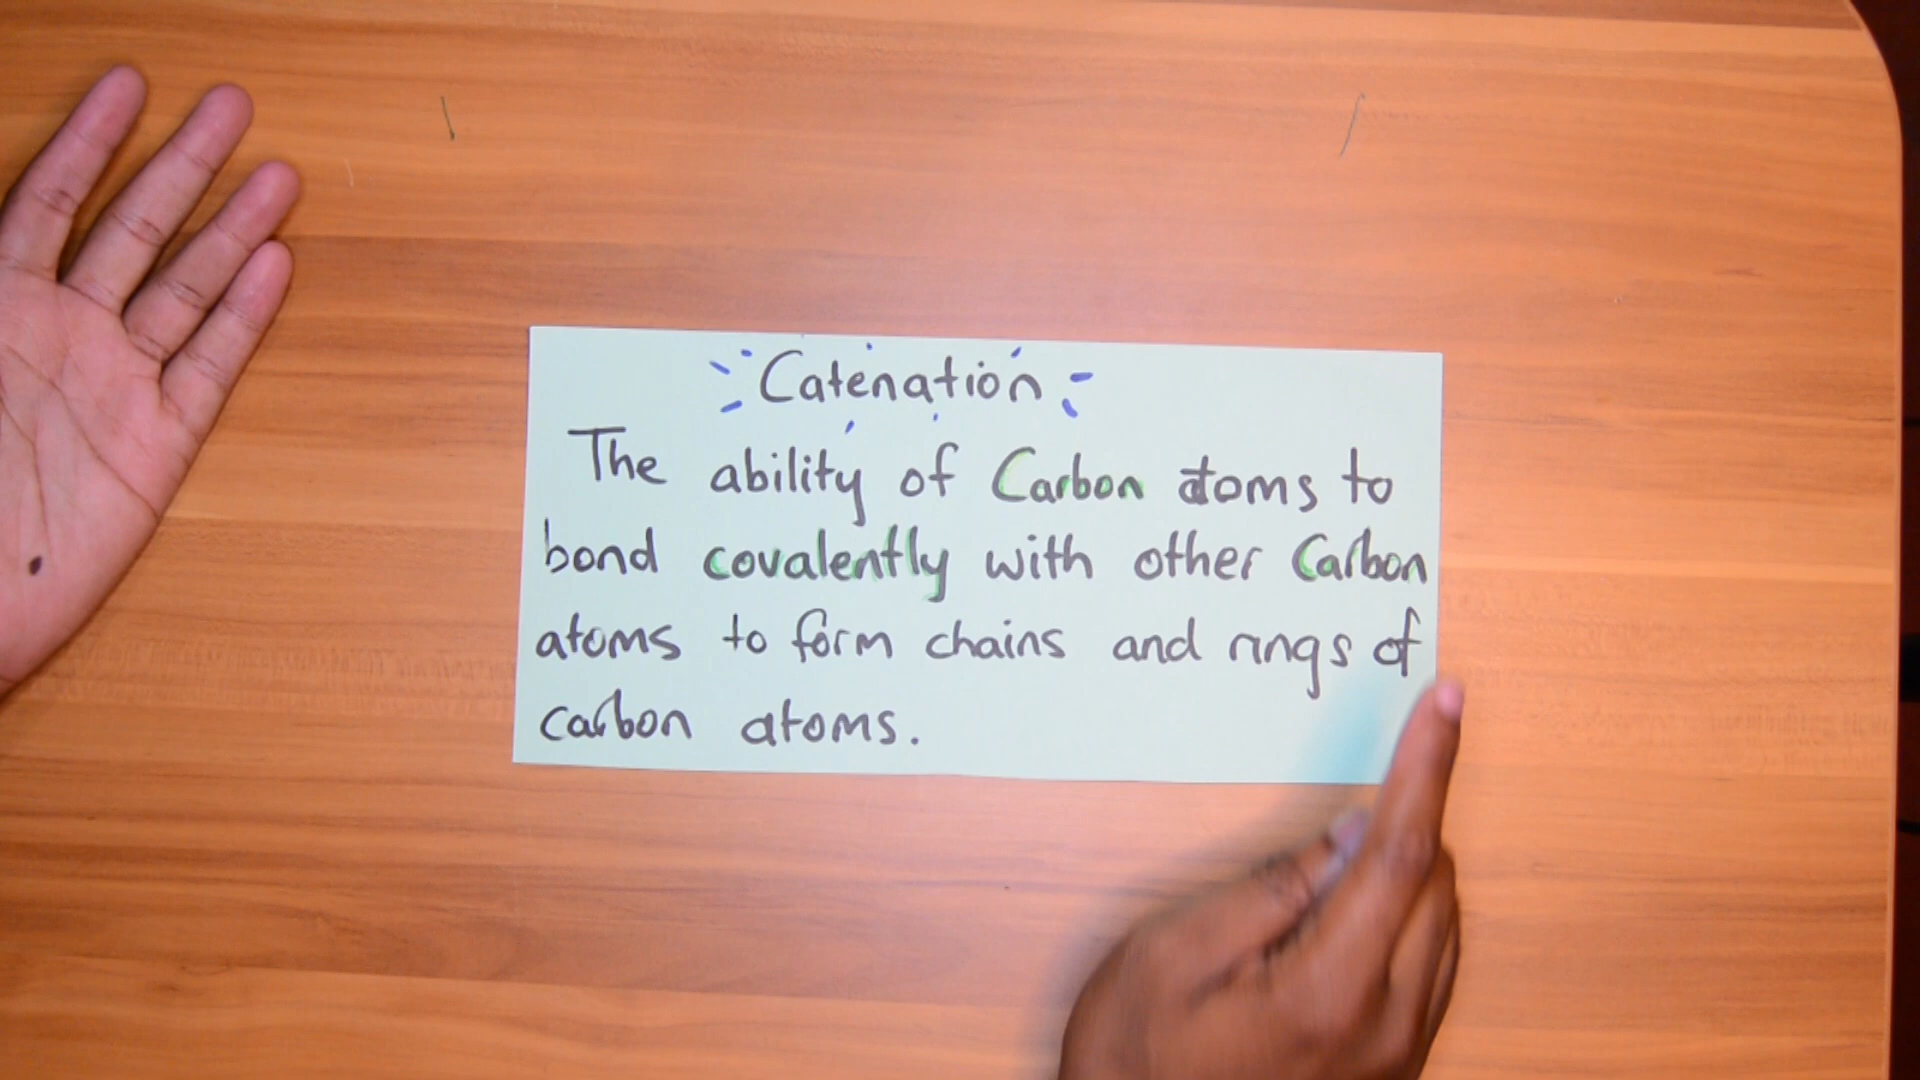 Catenation
The ability of Carbon atoms to
bond covalently with other Carbon
atoms to form chains and rings of
carbon atoms.